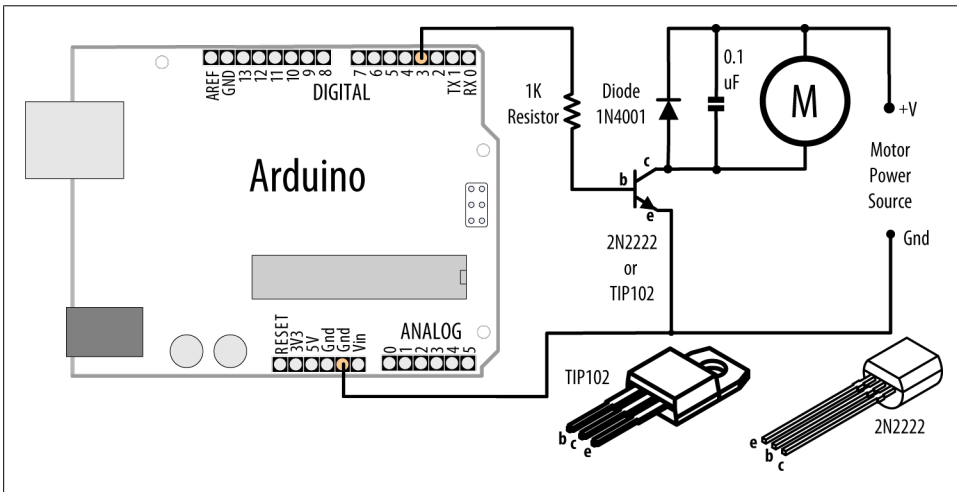 AREF
GND
13
12
11
10
9
8
7
6
5
4
3
2
TX 1
RX 0
DIGITAL
Arduino
RESET
3V3
5V
Gnd
Gnd
Vin
ANALOG
0
1
2
3
4
5
1K
Resistor
Diode
1N4001
0.1
uF
M
+V
Motor
Power
Source
Gnd
c
b
e
2N2222
or
TIP102
TIP102
b
c
e
2N2222
e
b
c